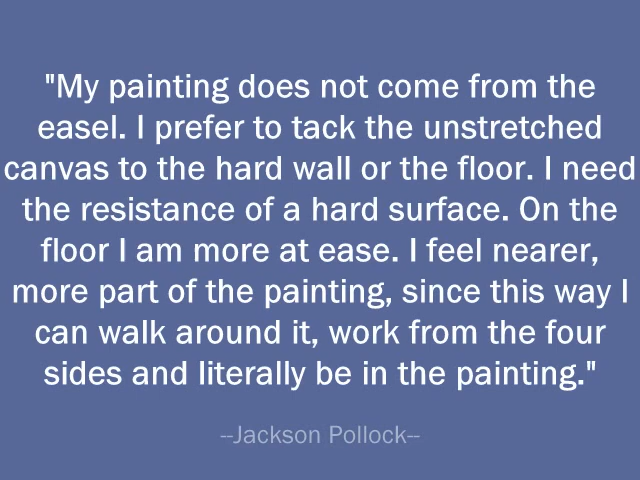 "My painting does not come from the
easel. I prefer to tack the unstretched
canvas to the hard wall or the floor. I need
the resistance of a hard surface. On the
floor I am more at ease. I feel nearer,
more part of the painting, since this way I
can walk around it, work from the four
sides and literally be in the painting."
--Jackson Pollock--